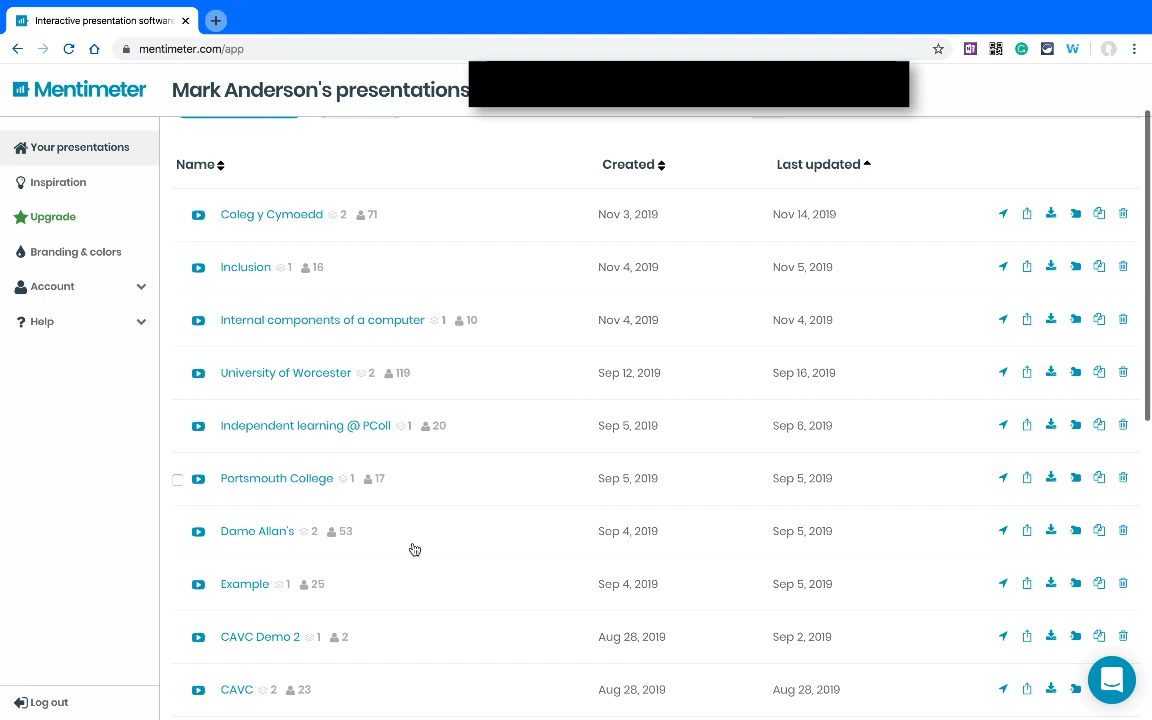 Interactive presentation software
mentimeter.com/app
Mentimeter
Mark Anderson's presentations
Your presentations
Inspiration
Upgrade
Branding & colors
Account
Help
Log out
Name Created Last updated
Coleg y Cymoedd 2 71 Nov 3, 2019 Nov 14, 2019
Inclusion 1 16 Nov 4, 2019 Nov 5, 2019
Internal components of a computer 1 10 Nov 4, 2019 Nov 4, 2019
University of Worcester 2 119 Sep 12, 2019 Sep 16, 2019
Independent learning @ PColl 1 20 Sep 5, 2019 Sep 6, 2019
Portsmouth College 1 17 Sep 5, 2019 Sep 5, 2019
Dame Allan's 2 53 Sep 4, 2019 Sep 5, 2019
Example 1 25 Sep 4, 2019 Sep 5, 2019
CAVC Demo 2 1 2 Aug 28, 2019 Sep 2, 2019
CAVC 2 23 Aug 28, 2019 Aug 28, 2019